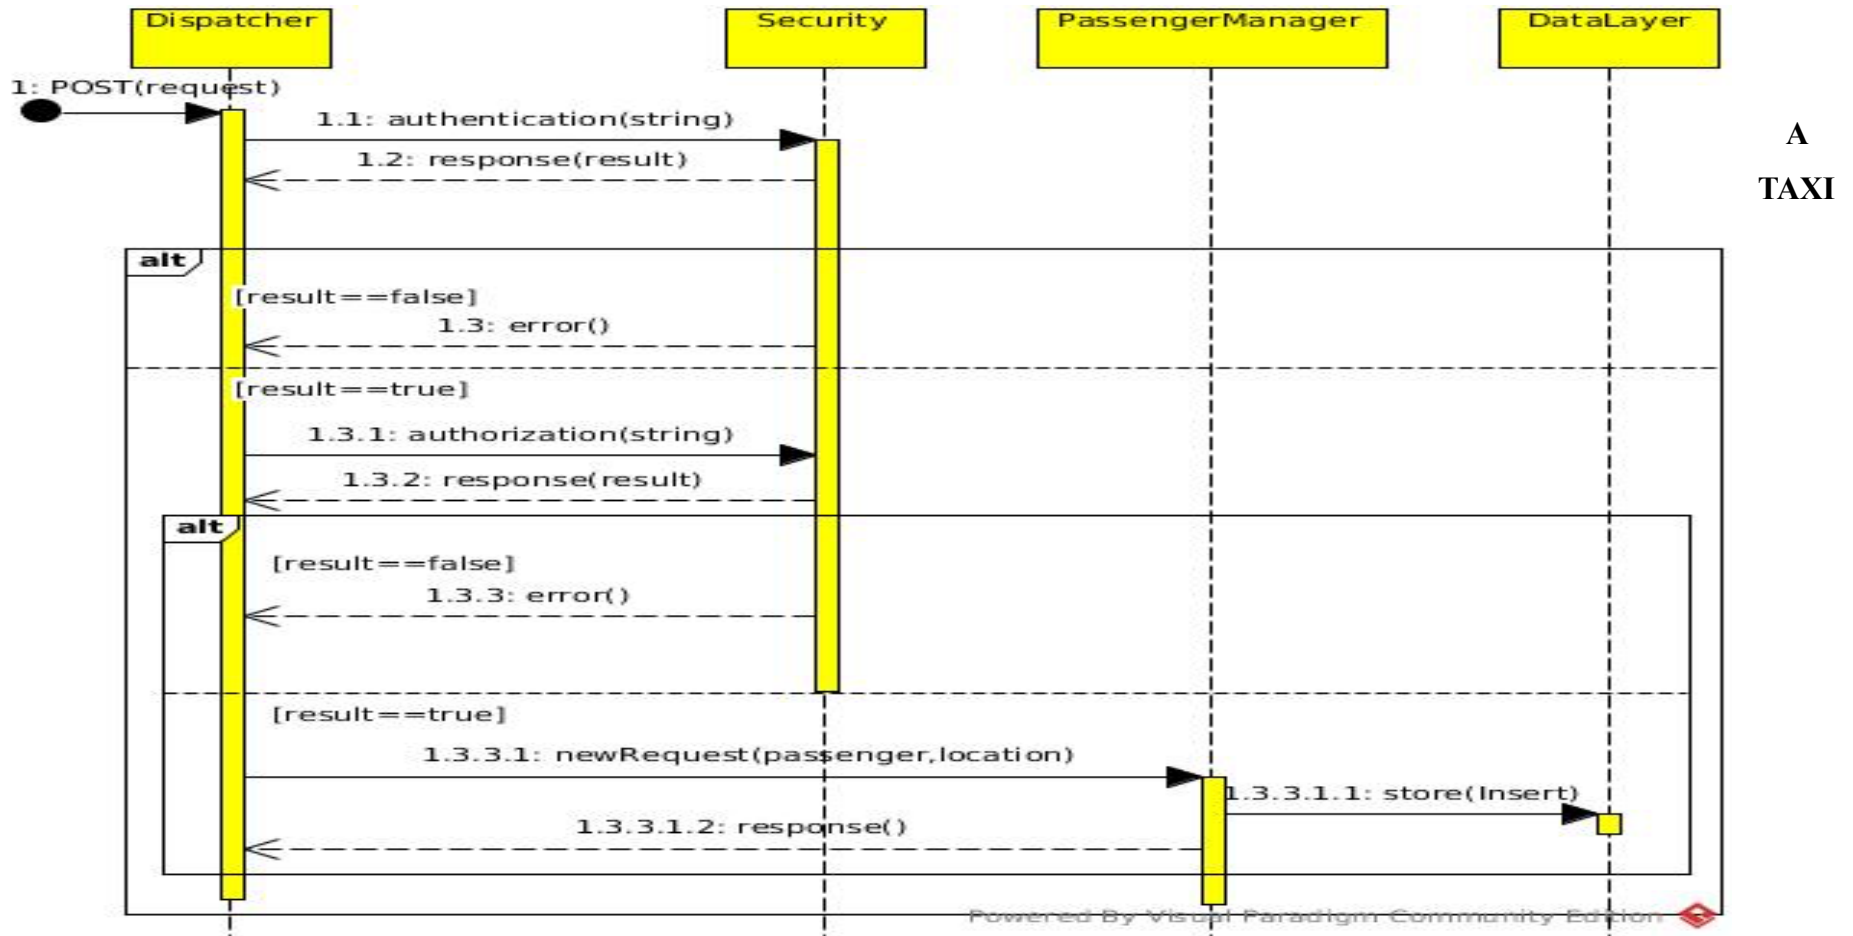 Dispatcher
Security
PassengerManager
DataLayer
1: POST(request)
1.1: authentication(string)
A
1.2: response(result)
TAXI
alt
[result==false]
1.3: error()
[result==true]
1.3.1: authorization(string)
1.3.2: response(result)
alt
[result==false]
1.3.3: error()
[result==true]
1.3.3.1: newRequest(passenger,location)
1.3.3.1.1: store(Insert)
1.3.3.1.2: response()
Powered By Visual Paradigm Community Edition